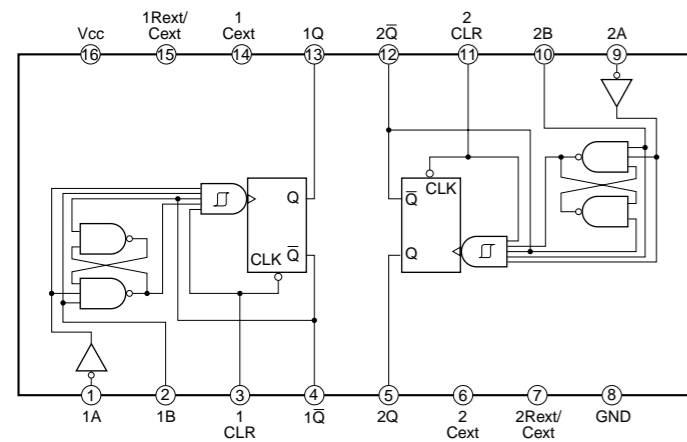 1Rext/ 1 2
Vcc Cext Cext 1Q 2Q̅ CLR 2B 2A
16 15 14 13 12 11 10 9
Q Q̅ CLK
CLK Q̅ Q
1 2 3 4 5 6 7 8
1A 1B 1 1Q̅ 2Q 2 2Rext/ GND
CLR Cext Cext